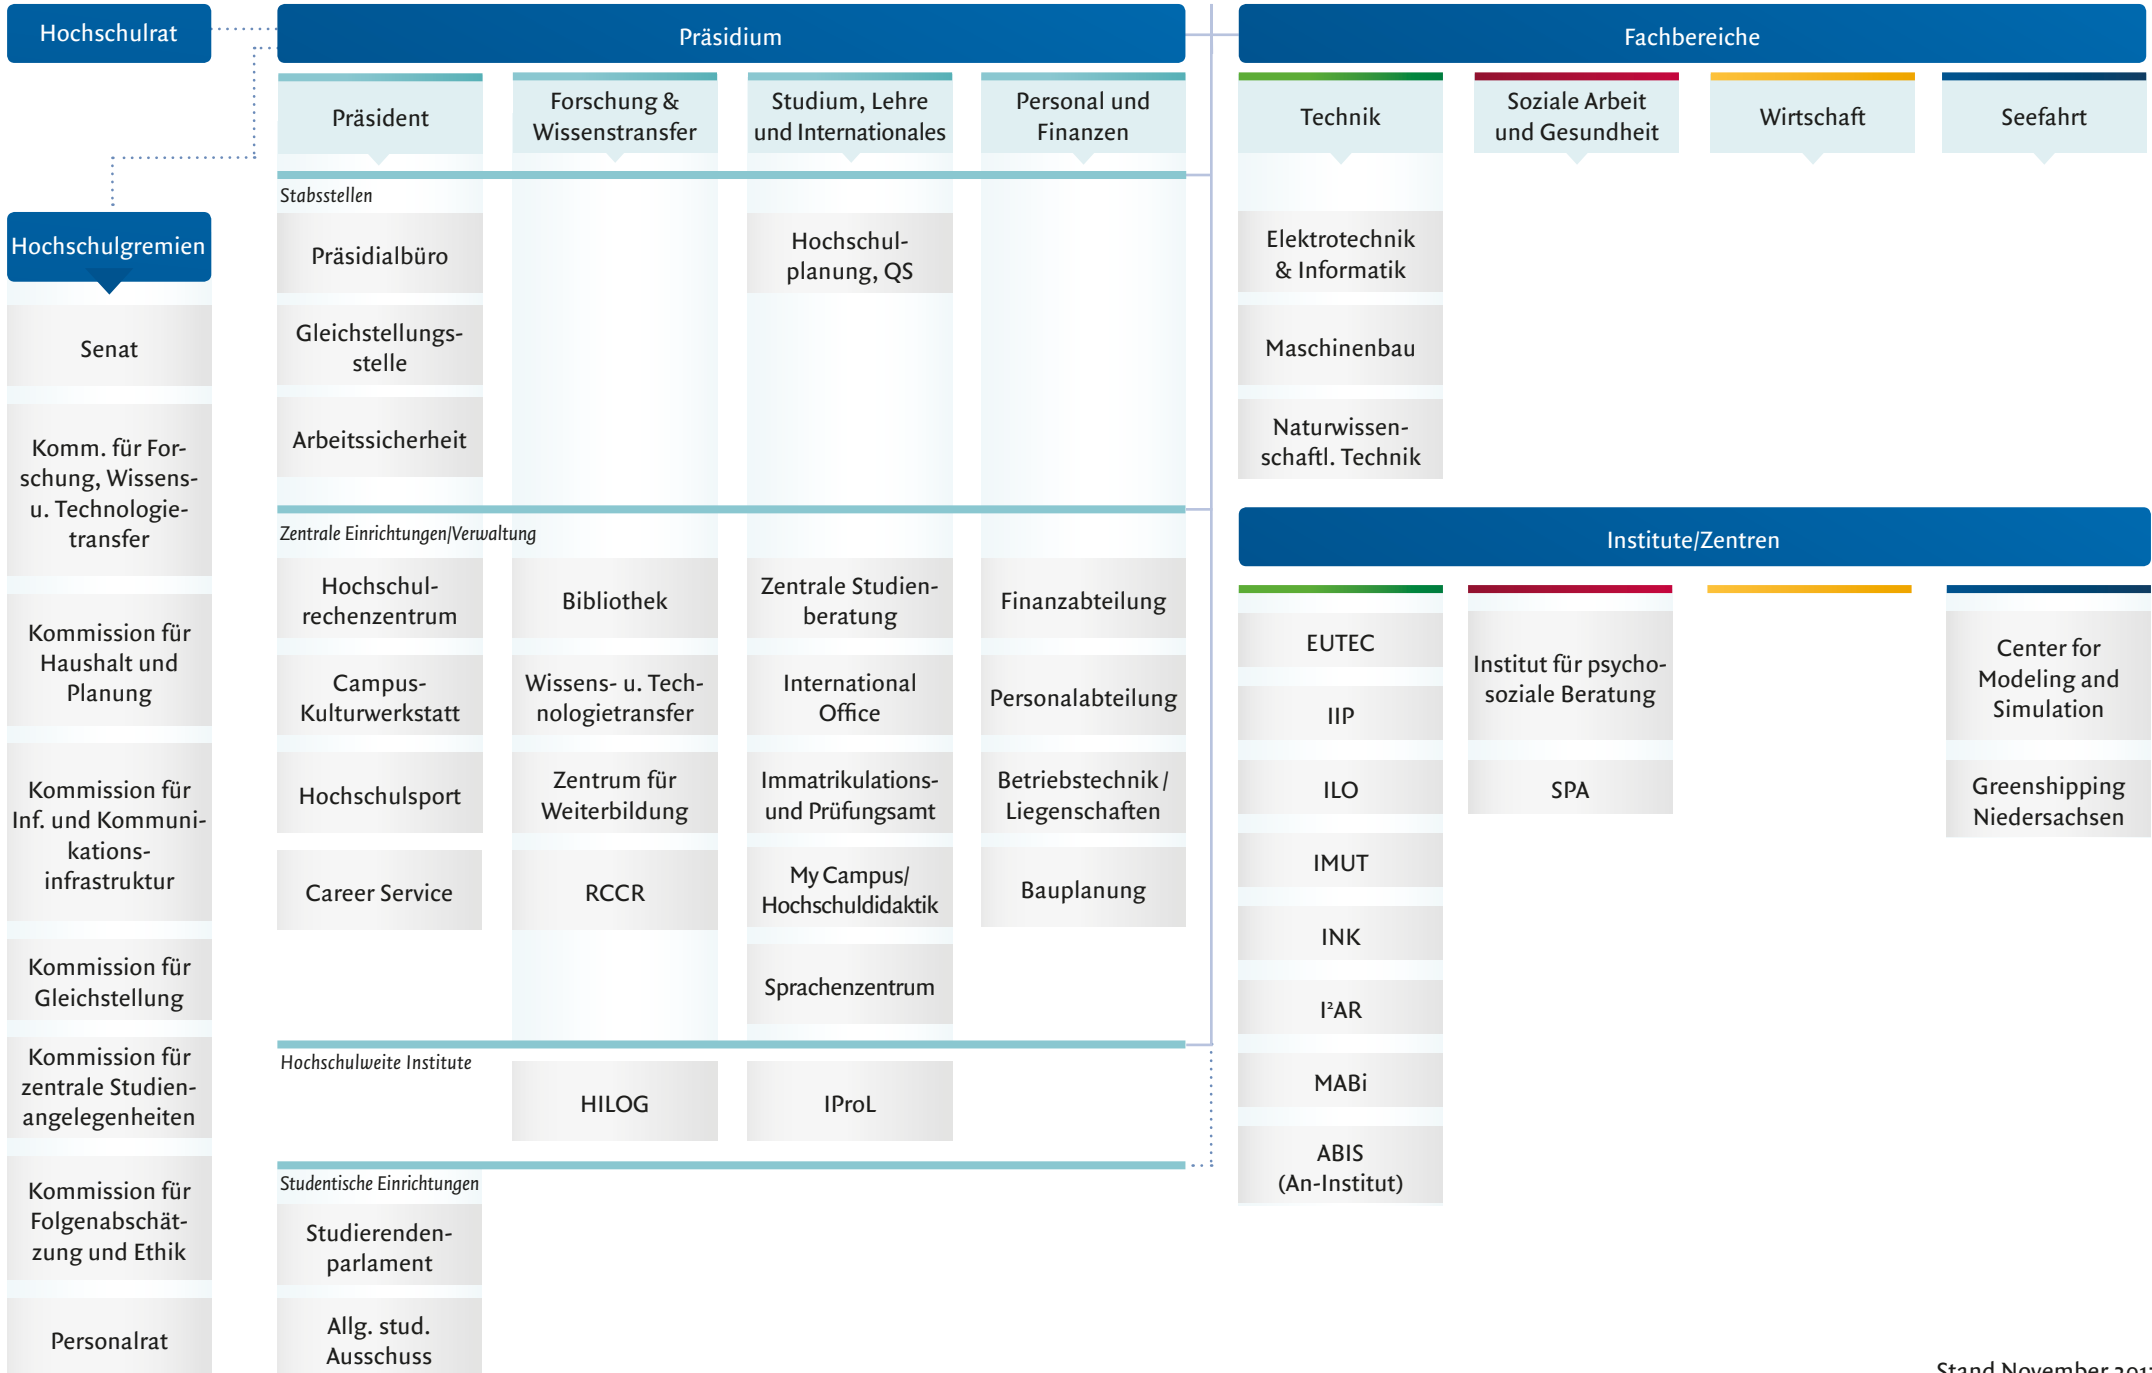 Hochschulrat
Präsidium
Fachbereiche
Präsident
Forschung &
Wissenstransfer
Studium, Lehre
und Internationales
Personal und
Finanzen
Technik
Soziale Arbeit
und Gesundheit
Wirtschaft
Seefahrt
Hochschulgremien
Senat
Komm. für For-
schung, Wissens-
u. Technologie-
transfer
Kommission für
Haushalt und
Planung
Kommission für
Inf. und Kommuni-
kations-
infrastruktur
Kommission für
Gleichstellung
Kommission für
zentrale Studien-
angelegenheiten
Kommission für
Folgenabschät-
zung und Ethik
Personalrat
Stabsstellen
Präsidialbüro
Gleichstellungs-
stelle
Arbeitssicherheit
Hochschul-
planung, QS
Zentrale Einrichtungen/Verwaltung
Hochschul-
rechenzentrum
Campus-
Kulturwerkstatt
Hochschulsport
Career Service
Bibliothek
Wissens- u. Tech-
nologietransfer
Zentrum für
Weiterbildung
RCCR
Zentrale Studien-
beratung
International
Office
Immatrikulations-
und Prüfungsamt
My Campus/
Hochschuldidaktik
Sprachenzentrum
Finanzabteilung
Personalabteilung
Betriebstechnik /
Liegenschaften
Bauplanung
Hochschulweite Institute
HILOG
IProL
Studentische Einrichtungen
Studierenden-
parlament
Allg. stud.
Ausschuss
Elektrotechnik
& Informatik
Maschinenbau
Naturwissen-
schaftl. Technik
Institute/Zentren
EUTEC
IIP
ILO
IMUT
INK
I²AR
MABi
ABIS
(An-Institut)
Institut für psycho-
soziale Beratung
SPA
Center for
Modeling and
Simulation
Greenshipping
Niedersachsen
Stand November